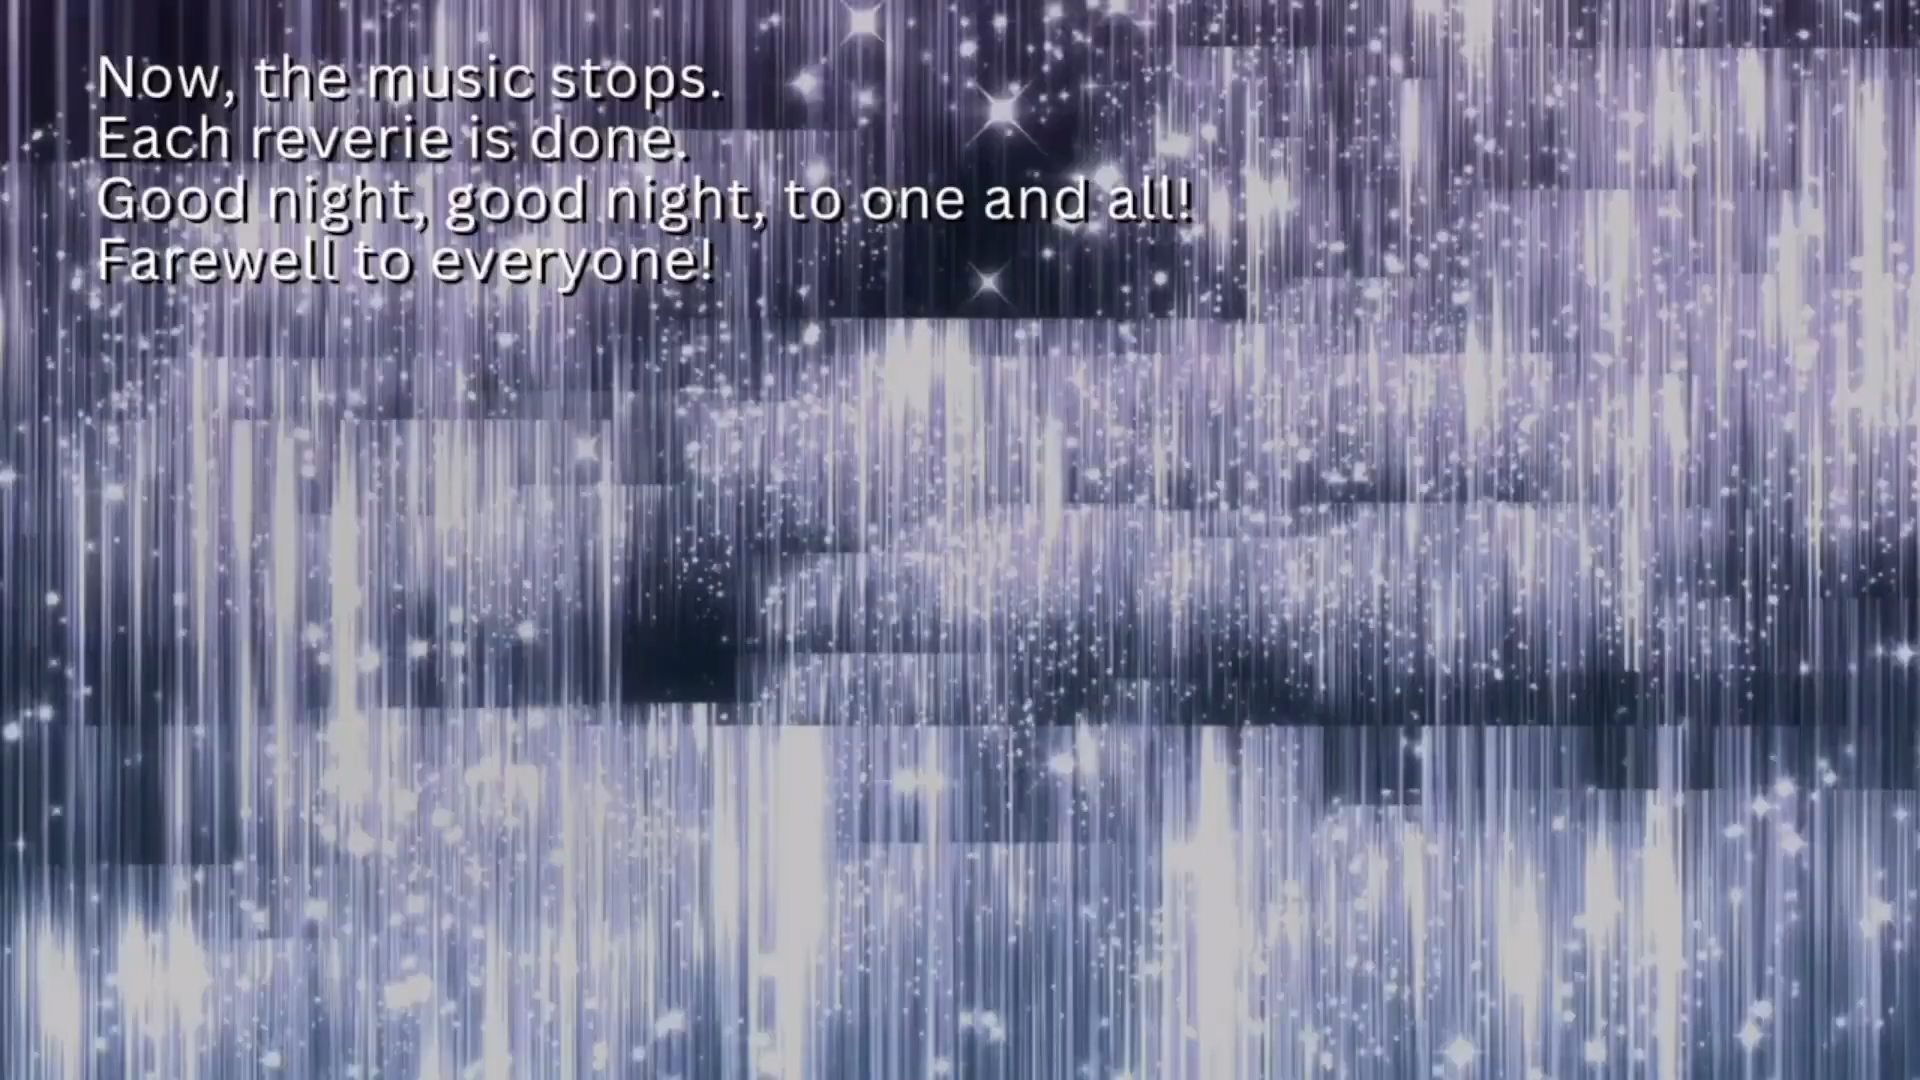 Now, the music stops.
Each reverie is done.
Good night, good night, to one and all!
Farewell to everyone!